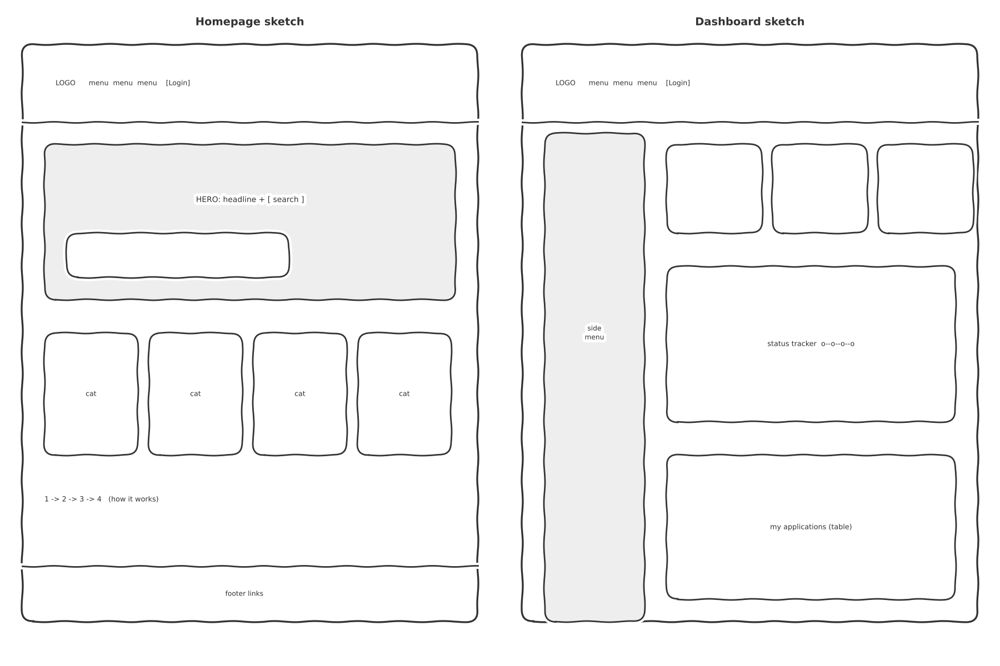 Homepage sketch
LOGO menu menu menu [Login]
HERO: headline + [ search ]
cat cat cat cat
1 -> 2 -> 3 -> 4 (how it works)
footer links
Dashboard sketch
LOGO menu menu menu [Login]
side
menu
status tracker o--o--o--o
my applications (table)